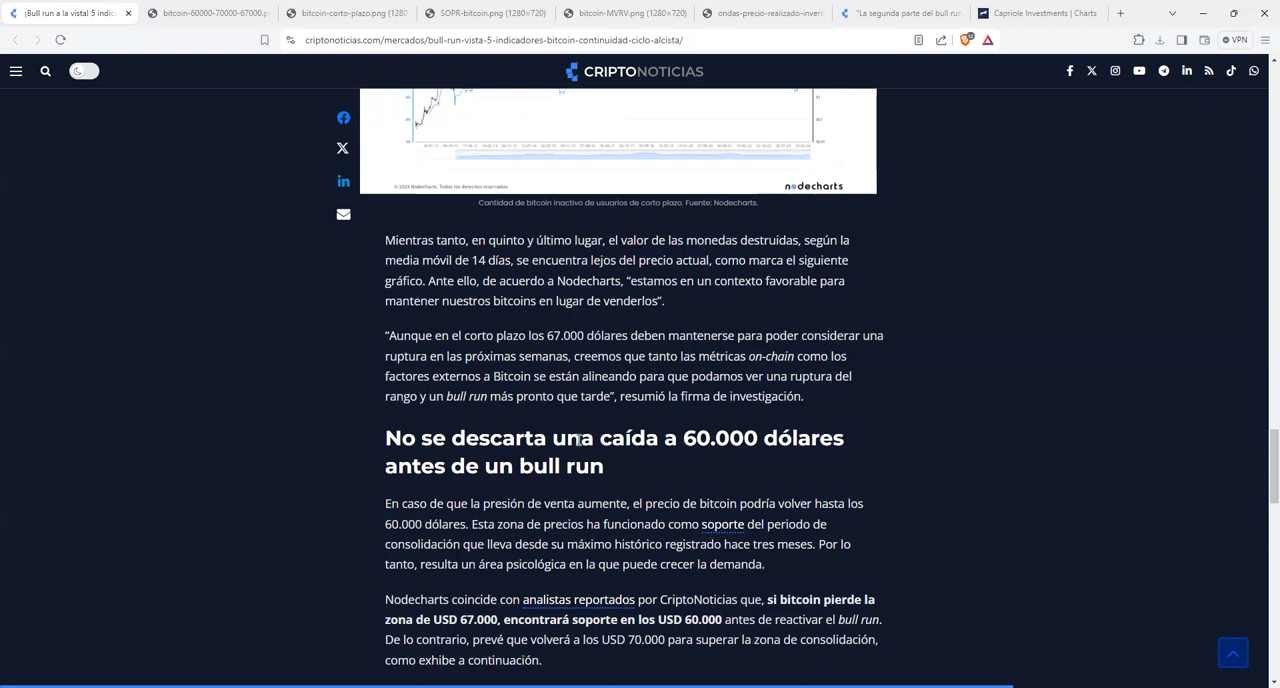 ¡Bull run a la vista! 5 indic
bitcoin-60000-70000-67000.p
bitcoin-corto-plazo.png (1280
SOPR-bitcoin.png (1280×720)
bitcoin-MVRV.png (1280×720)
ondas-precio-realizado-invers
"La segunda parte del bull run
Capriole Investments | Charts
criptonoticias.com/mercados/bull-run-vista-5-indicadores-bitcoin-continuidad-ciclo-alcista/
VPN
CRIPTONOTICIAS
© 2024 Nodecharts. Todos los derechos reservados
nodecharts
Cantidad de bitcoin inactivo de usuarios de corto plazo. Fuente: Nodecharts.
Mientras tanto, en quinto y último lugar, el valor de las monedas destruidas, según la
media móvil de 14 días, se encuentra lejos del precio actual, como marca el siguiente
gráfico. Ante ello, de acuerdo a Nodecharts, “estamos en un contexto favorable para
mantener nuestros bitcoins en lugar de venderlos”.
“Aunque en el corto plazo los 67.000 dólares deben mantenerse para poder considerar una
ruptura en las próximas semanas, creemos que tanto las métricas on-chain como los
factores externos a Bitcoin se están alineando para que podamos ver una ruptura del
rango y un bull run más pronto que tarde”, resumió la firma de investigación.
No se descarta una caída a 60.000 dólares
antes de un bull run
En caso de que la presión de venta aumente, el precio de bitcoin podría volver hasta los
60.000 dólares. Esta zona de precios ha funcionado como soporte del periodo de
consolidación que lleva desde su máximo histórico registrado hace tres meses. Por lo
tanto, resulta un área psicológica en la que puede crecer la demanda.
Nodecharts coincide con analistas reportados por CriptoNoticias que, si bitcoin pierde la
zona de USD 67.000, encontrará soporte en los USD 60.000 antes de reactivar el bull run.
De lo contrario, prevé que volverá a los USD 70.000 para superar la zona de consolidación,
como exhibe a continuación.